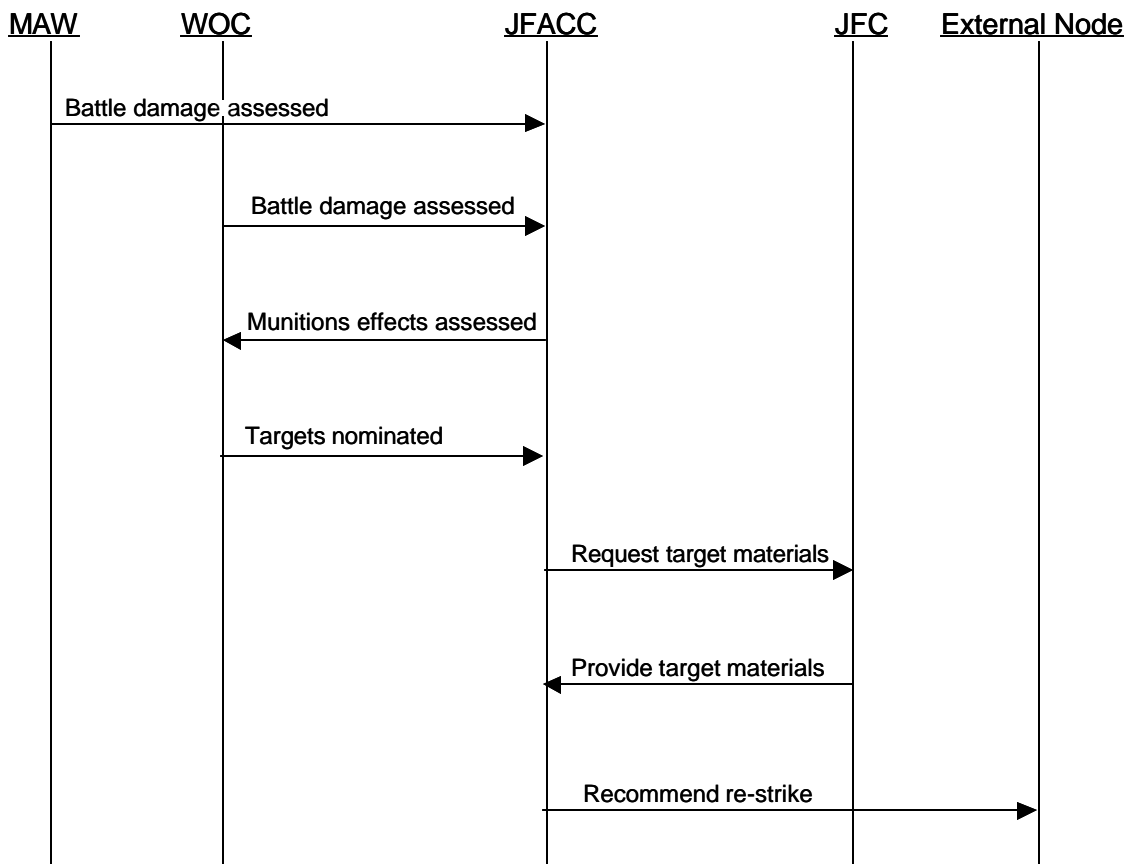 MAW WOC JFACC JFC External Node
Battle damage assessed
Battle damage assessed
Munitions effects assessed
Targets nominated
Request target materials
Provide target materials
Recommend re-strike